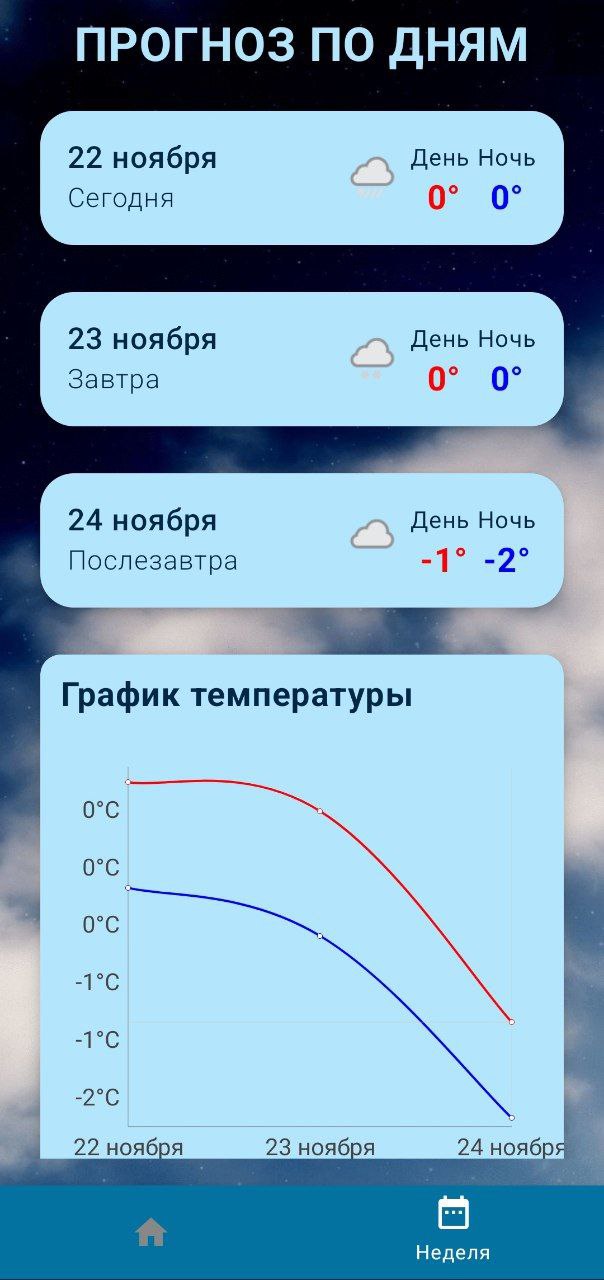 ПРОГНОЗ ПО ДНЯМ
22 ноября
Сегодня
День Ночь
0° 0°
23 ноября
Завтра
День Ночь
0° 0°
24 ноября
Послезавтра
День Ночь
-1° -2°
График температуры
0°C
0°C
0°C
-1°C
-1°C
-2°C
22 ноября 23 ноября 24 ноября
Неделя